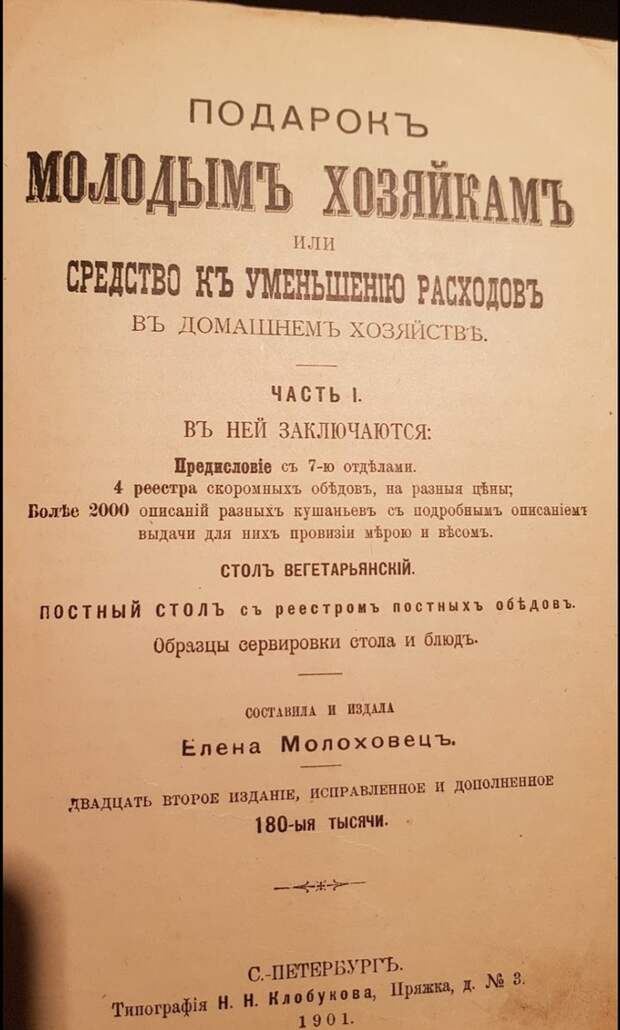 ПОДАРОКЪ
МОЛОДЫМЪ ХОЗЯЙКАМЪ
ИЛИ
СРЕДСТВО КЪ УМЕНЬШЕНІЮ РАСХОДОВЪ
ВЪ ДОМАШНЕМЪ ХОЗЯЙСТВѢ.
ЧАСТЬ I.
ВЪ НЕЙ ЗАКЛЮЧАЮТСЯ:
Предисловіе съ 7-ю отдѣлами.
4 реестра скоромныхъ обѣдовъ, на разныя цѣны;
Болѣе 2000 описаній разныхъ кушаньевъ съ подробнымъ описаніемъ
выдачи для нихъ провизіи мѣрою и вѣсомъ.
СТОЛЪ ВЕГЕТАРЬЯНСКІЙ.
ПОСТНЫЙ СТОЛЪ съ реестромъ постныхъ обѣдовъ.
Образцы сервировки стола и блюдъ.
СОСТАВИЛА И ИЗДАЛА
Елена Молоховецъ.
ДВАДЦАТЬ ВТОРОЕ ИЗДАНІЕ, ИСПРАВЛЕННОЕ И ДОПОЛНЕННОЕ
180-ыя ТЫСЯЧИ.
С.-ПЕТЕРБУРГЪ.
Типографія Н. Н. Клобукова, Пряжка, д. № 3.
1901.